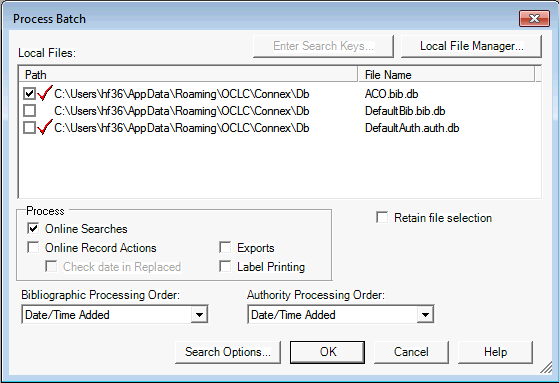 Process Batch
Enter Search Keys...
Local File Manager...
Local Files:
Path File Name
C:\Users\hf36\AppData\Roaming\OCLC\Connex\Db ACO.bib.db
C:\Users\hf36\AppData\Roaming\OCLC\Connex\Db DefaultBib.bib.db
C:\Users\hf36\AppData\Roaming\OCLC\Connex\Db DefaultAuth.auth.db
Process
Retain file selection
Online Searches
Online Record Actions Exports
Check date in Replaced Label Printing
Bibliographic Processing Order: Authority Processing Order:
Date/Time Added Date/Time Added
Search Options... OK Cancel Help